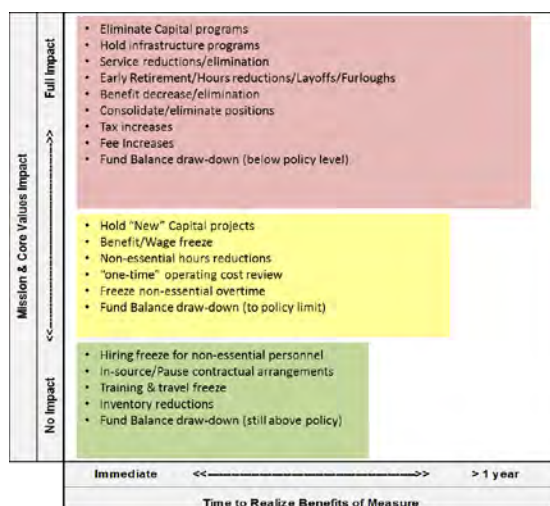 Mission & Core Values Impact
Full Impact
<<---------------------->>
No Impact
• Eliminate Capital programs
• Hold infrastructure programs
• Service reductions/elimination
• Early Retirement/Hours reductions/Layoffs/Furloughs
• Benefit decrease/elimination
• Consolidate/eliminate positions
• Tax increases
• Fee Increases
• Fund Balance draw-down (below policy level)
• Hold "New" Capital projects
• Benefit/Wage freeze
• Non-essential hours reductions
• "one-time" operating cost review
• Freeze non-essential overtime
• Fund Balance draw-down (to policy limit)
• Hiring freeze for non-essential personnel
• In-source/Pause contractual arrangements
• Training & travel freeze
• Inventory reductions
• Fund Balance draw-down (still above policy)
Immediate <<---------------------->> > 1 year
Time to Realize Benefits of Measure